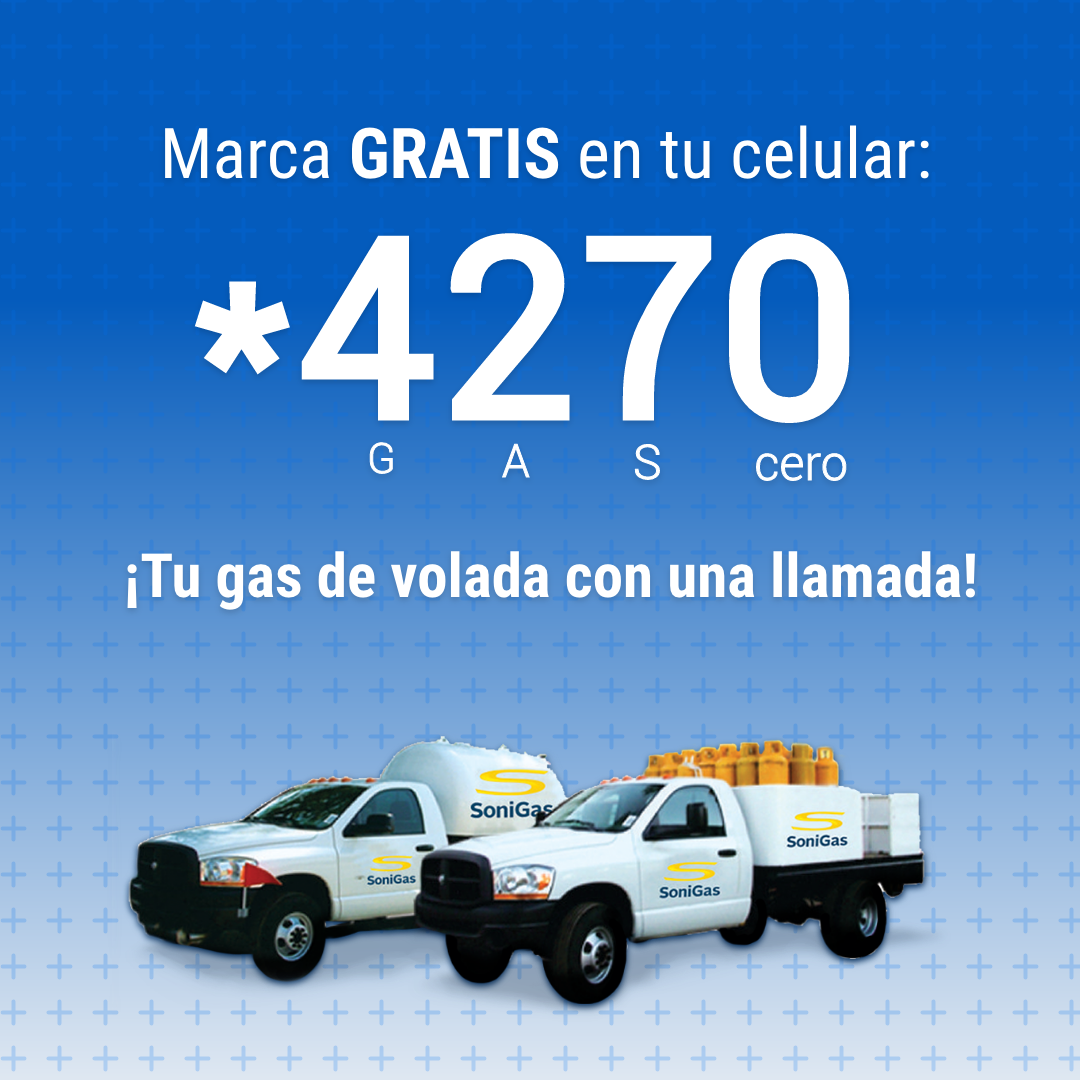 Marca GRATIS en tu celular:
*4270
G A S cero
¡Tu gas de volada con una llamada!
SoniGas
SoniGas
SoniGas
SoniGas